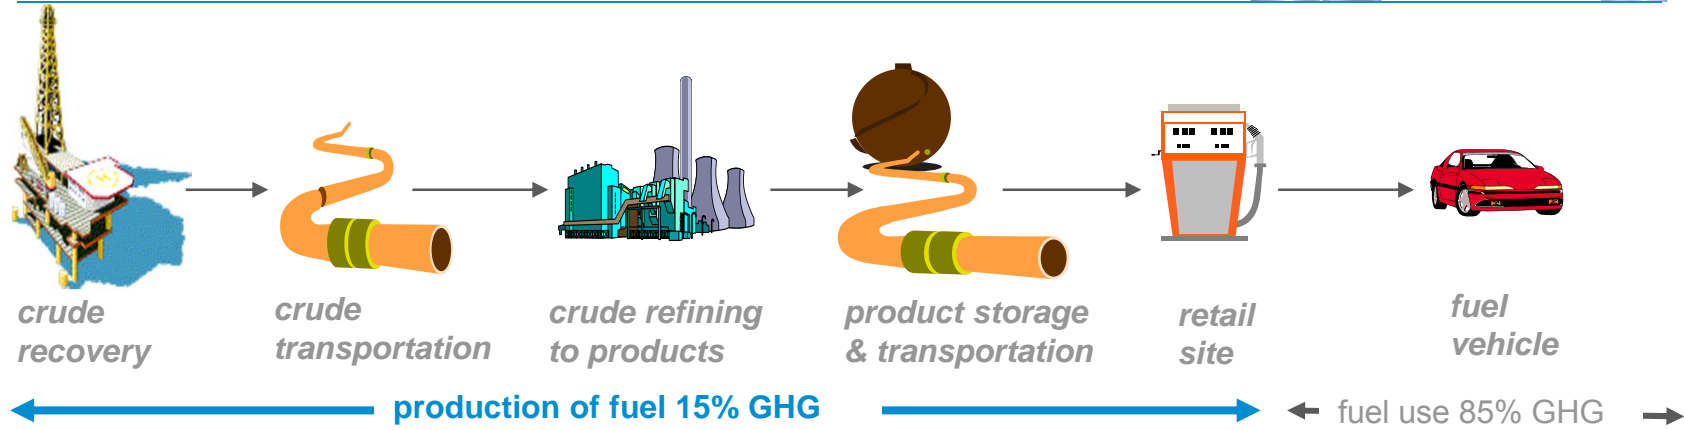 crude
recovery
crude
transportation
crude refining
to products
product storage
& transportation
retail
site
fuel
vehicle
production of fuel 15% GHG
fuel use 85% GHG